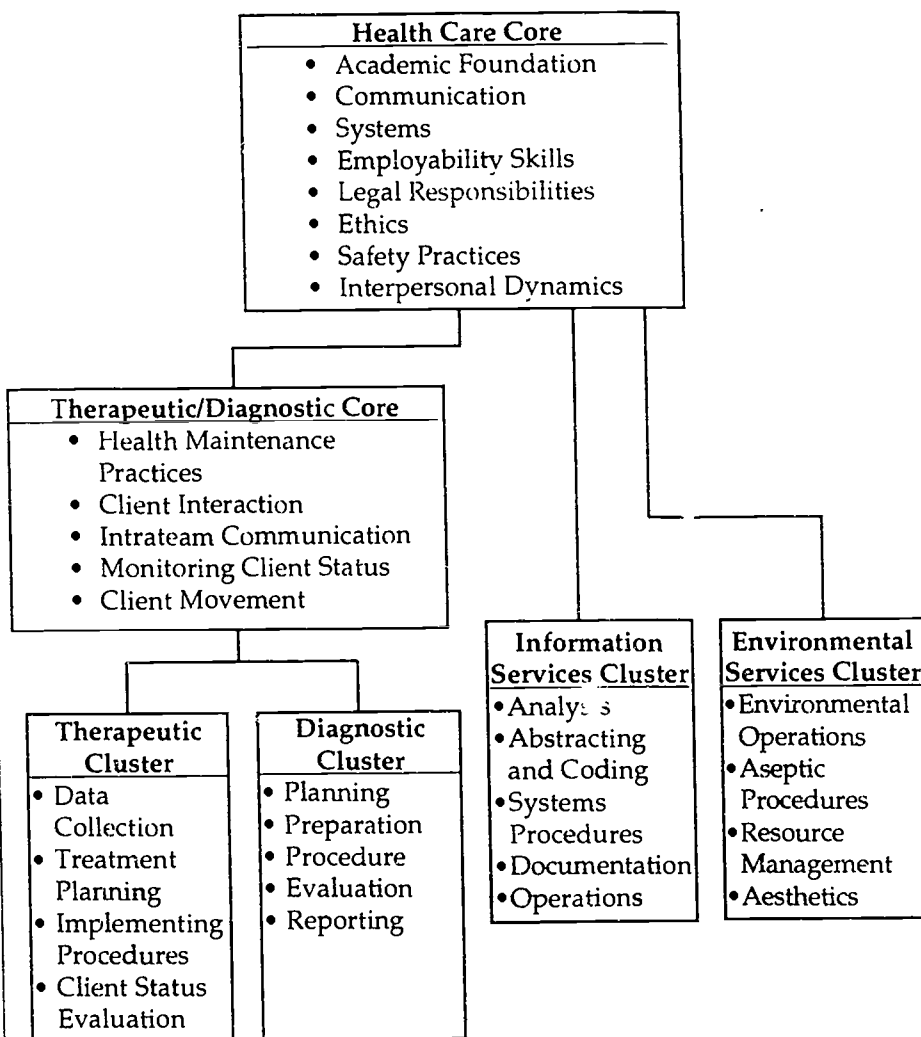 Health Care Core
• Academic Foundation
• Communication
• Systems
• Employability Skills
• Legal Responsibilities
• Ethics
• Safety Practices
• Interpersonal Dynamics
Therapeutic/Diagnostic Core
• Health Maintenance
Practices
• Client Interaction
• Intrateam Communication
• Monitoring Client Status
• Client Movement
Therapeutic
Cluster
• Data
Collection
• Treatment
Planning
• Implementing
Procedures
• Client Status
Evaluation
Diagnostic
Cluster
• Planning
• Preparation
• Procedure
• Evaluation
• Reporting
Information
Services Cluster
•
• Abstracting
and Coding
• Systems
Procedures
• Documentation
• Operations
Environmental
Services Cluster
• Environmental
Operations
• Aseptic
Procedures
• Resource
Management
• Aesthetics